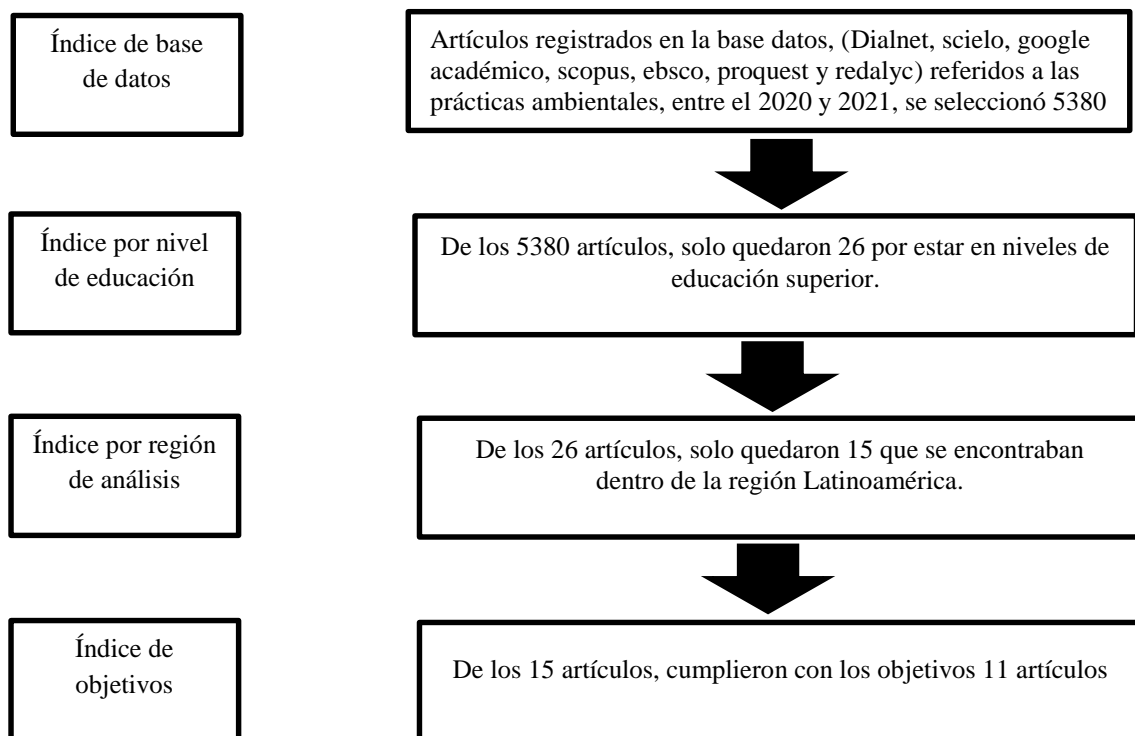 Índice de base
de datos
Artículos registrados en la base datos, (Dialnet, scielo, google
académico, scopus, ebsco, proquest y redalyc) referidos a las
prácticas ambientales, entre el 2020 y 2021, se seleccionó 5380
Índice por nivel
de educación
De los 5380 artículos, solo quedaron 26 por estar en niveles de
educación superior.
Índice por región
de análisis
De los 26 artículos, solo quedaron 15 que se encontraban
dentro de la región Latinoamérica.
Índice de
objetivos
De los 15 artículos, cumplieron con los objetivos 11 artículos